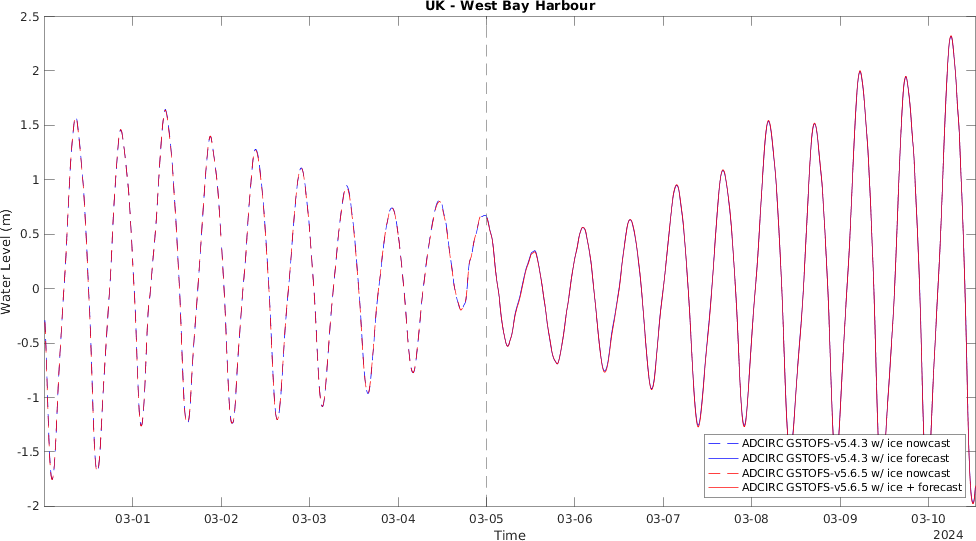 UK - West Bay Harbour
2.5
2
1.5
1
0.5
0
-0.5
-1
-1.5
-2
Water Level (m)
ADCIRC GSTOFS-v5.4.3 w/ ice nowcast
ADCIRC GSTOFS-v5.4.3 w/ ice forecast
ADCIRC GSTOFS-v5.6.5 w/ ice nowcast
ADCIRC GSTOFS-v5.6.5 w/ ice + forecast
03-01 03-02 03-03 03-04 03-05 03-06 03-07 03-08 03-09 03-10
Time
2024